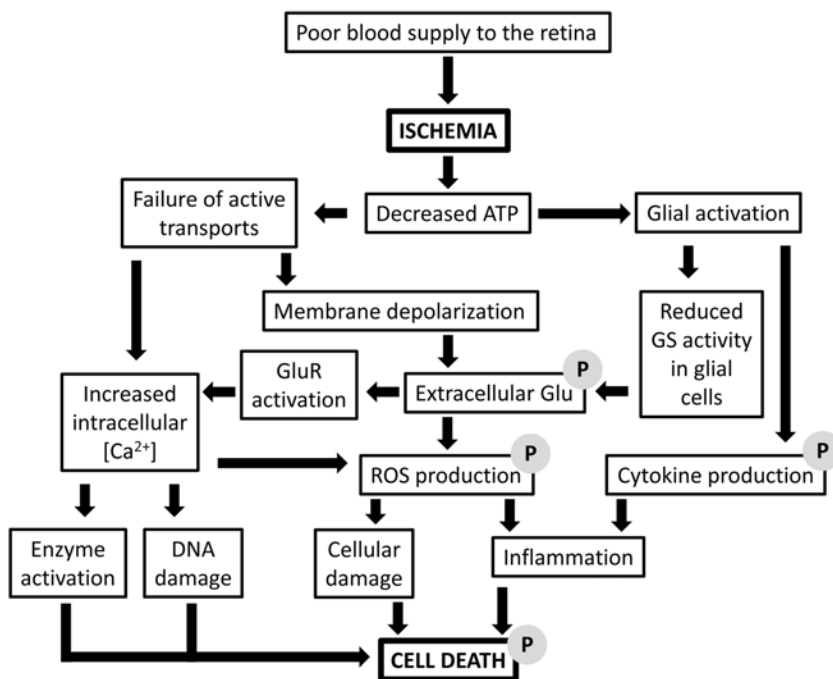 Poor blood supply to the retina
ISCHEMIA
Failure of active
transports
Decreased ATP
Glial activation
Membrane depolarization
Reduced
GS activity
in glial
cells
P
GluR
activation
Extracellular Glu
Increased
intracellular
[Ca²⁺]
P
ROS production
P
Cytokine production
Enzyme
activation
DNA
damage
Cellular
damage
Inflammation
P
CELL DEATH